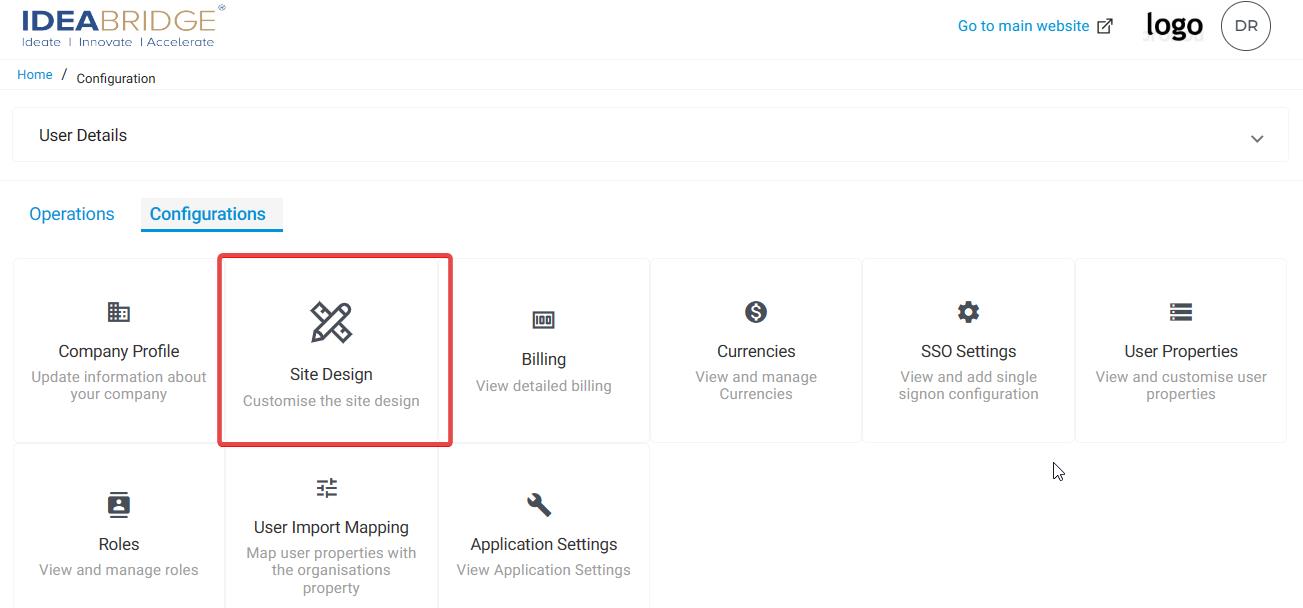 IDEABRIDGE®
Ideate | Innovate | Accelerate
Go to main website
logo
DR
Home / Configuration
User Details
Operations
Configurations
Company Profile
Update information about
your company
Site Design
Customise the site design
100
Billing
View detailed billing
$
Currencies
View and manage
Currencies
SSO Settings
View and add single
signon configuration
User Properties
View and customise user
properties
Roles
View and manage roles
User Import Mapping
Map user properties with
the organisations
property
Application Settings
View Application Settings